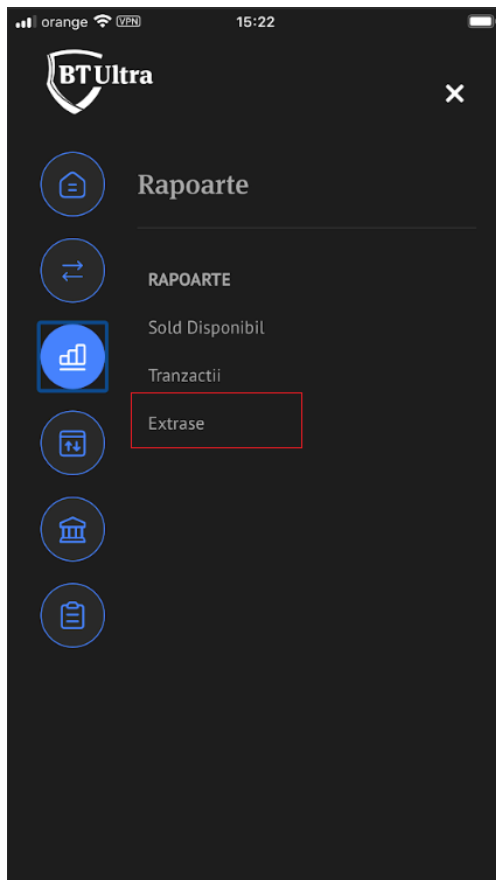 orange VPN 15:22
BT Ultra
Rapoarte
RAPOARTE
Sold Disponibil
Tranzactii
Extrase